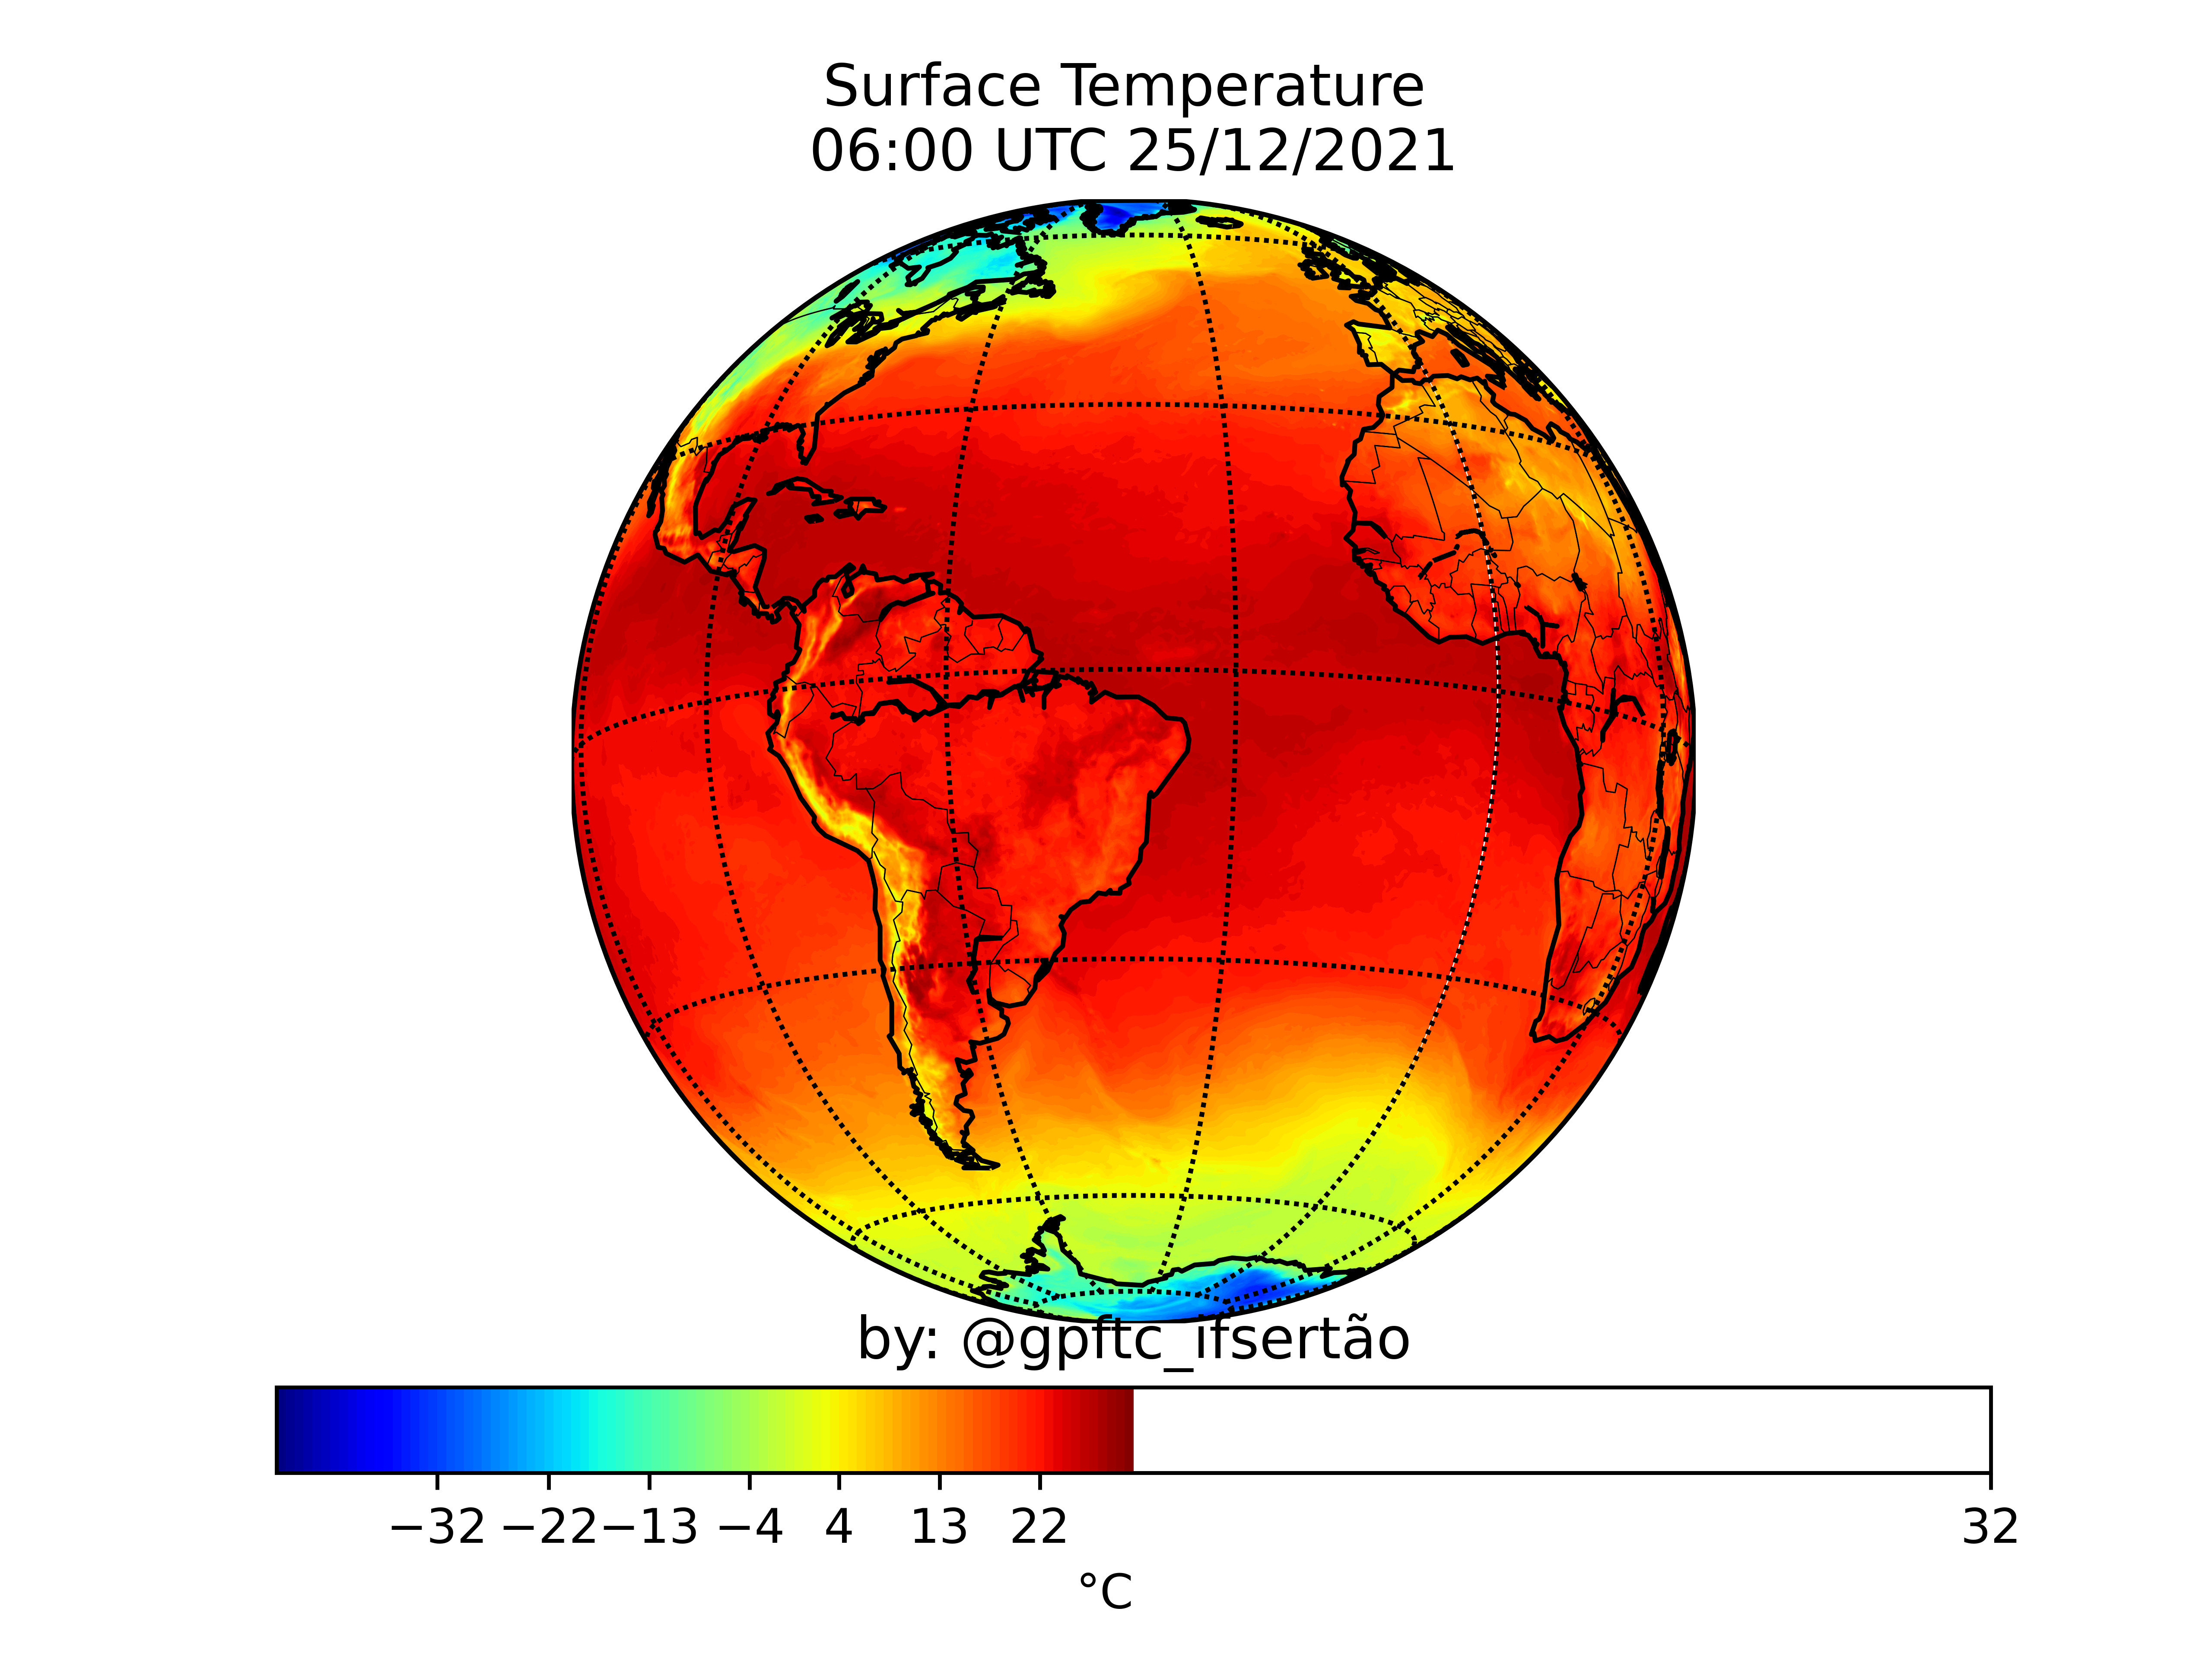 Surface Temperature
06:00 UTC 25/12/2021
by: @gpftc_ifsertão
−32 −22 −13 −4 4 13 22 32
°C